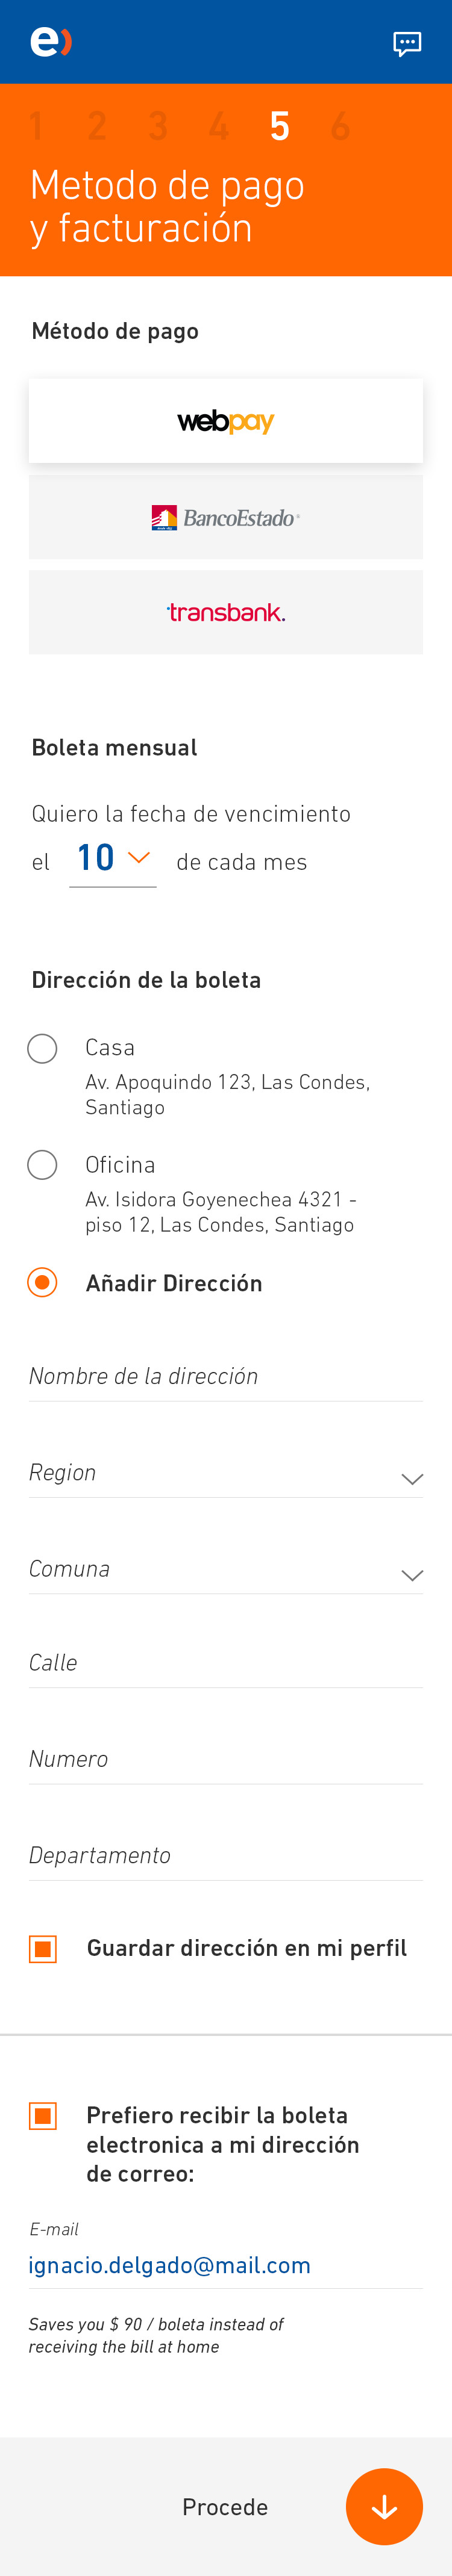 e)
1 2 3 4 5 6
Metodo de pago
y facturación
Método de pago
webpay
BancoEstado
transbank.
Boleta mensual
Quiero la fecha de vencimiento
el 10 de cada mes
Dirección de la boleta
Casa
Av. Apoquindo 123, Las Condes,
Santiago
Oficina
Av. Isidora Goyenechea 4321 -
piso 12, Las Condes, Santiago
Añadir Dirección
Nombre de la dirección
Region
Comuna
Calle
Numero
Departamento
Guardar dirección en mi perfil
Prefiero recibir la boleta
electronica a mi dirección
de correo:
E-mail
ignacio.delgado@mail.com
Saves you $ 90 / boleta instead of
receiving the bill at home
Procede